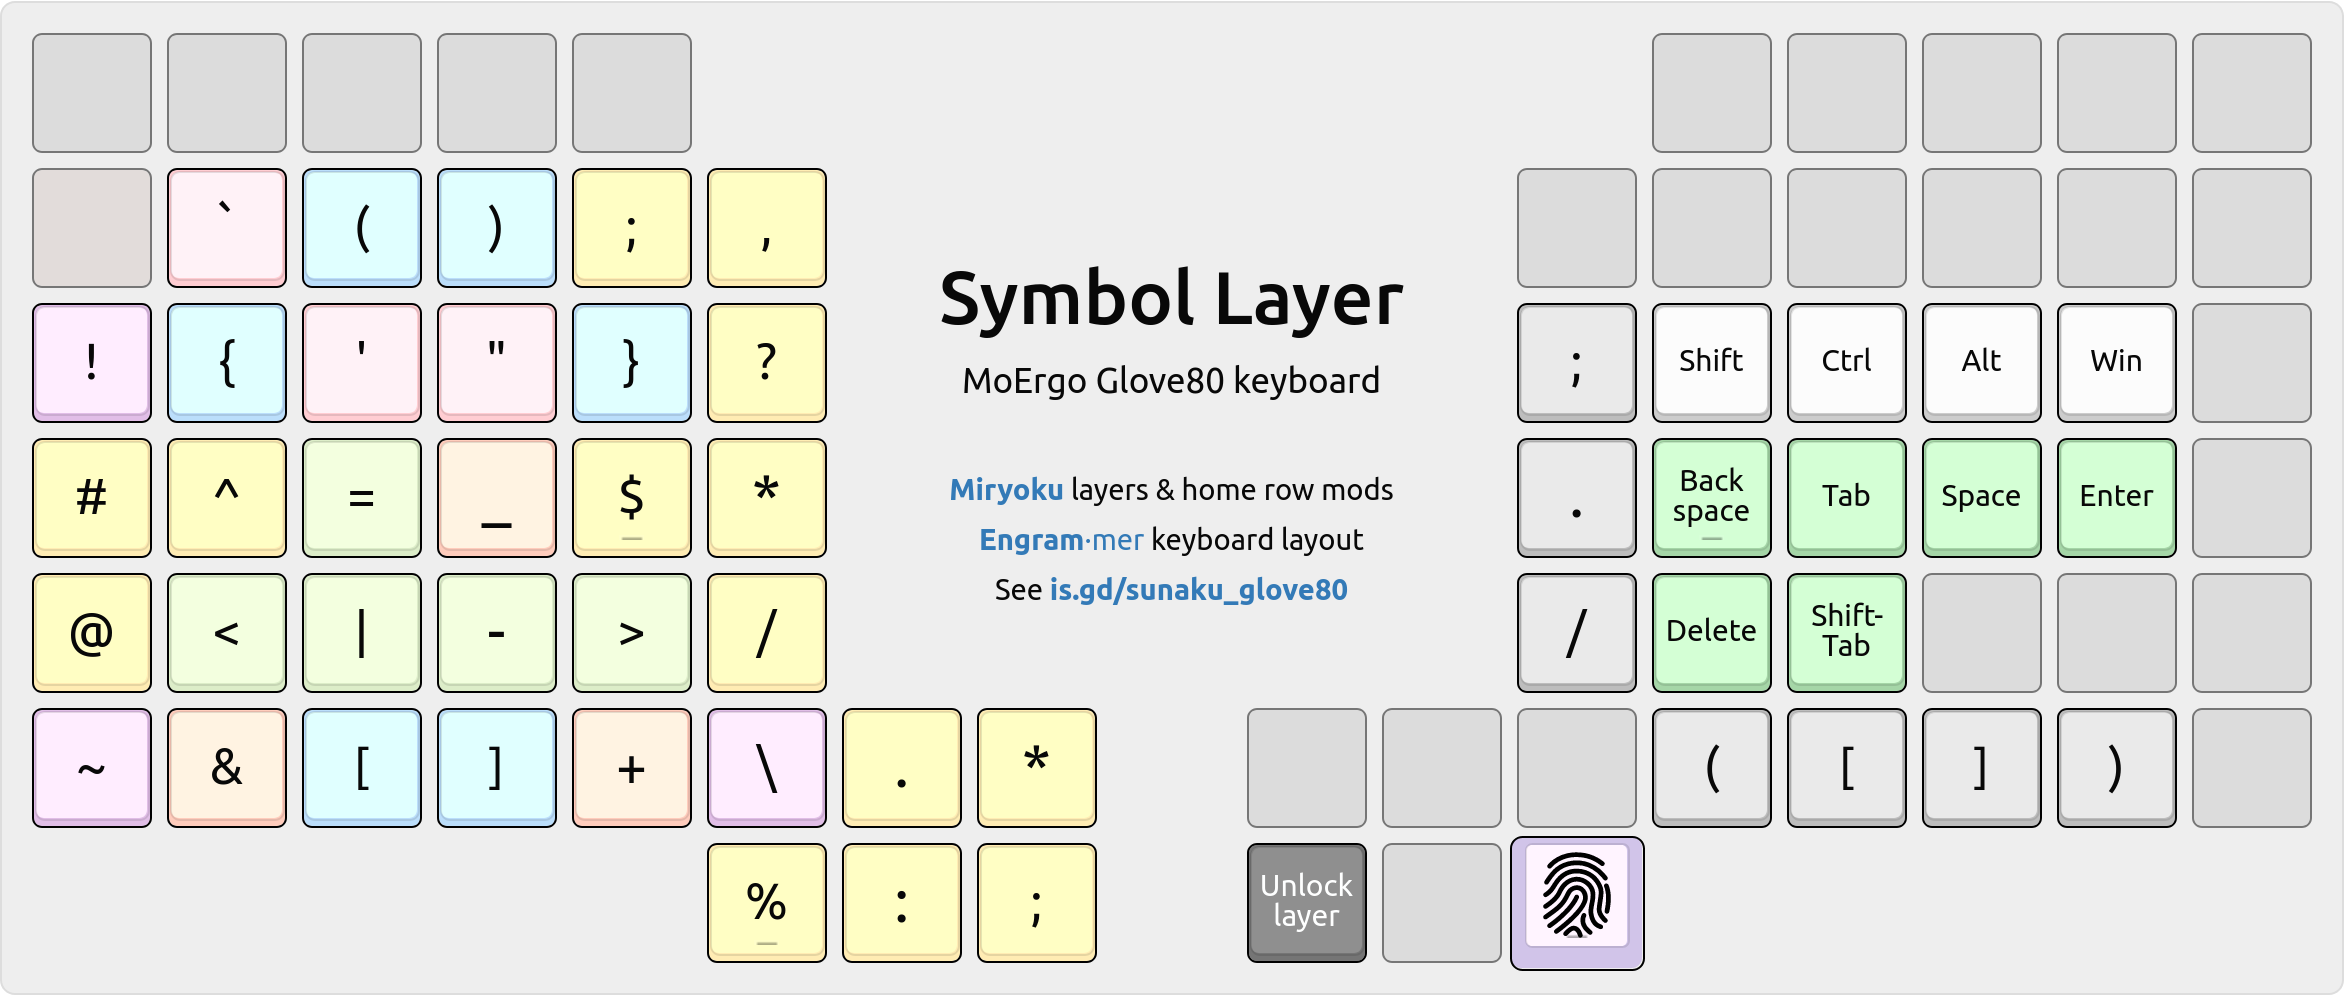 ` ( ) ; ,
! { ' " } ?
# ^ = _ $ *
@ < | - > /
~ & [ ] + \ . *
% : ;
Symbol Layer
MoErgo Glove80 keyboard
Miryoku layers & home row mods
Engram·mer keyboard layout
See is.gd/sunaku_glove80
; Shift Ctrl Alt Win
. Back
space Tab Space Enter
/ Delete Shift-
Tab
( [ ] )
Unlock
layer